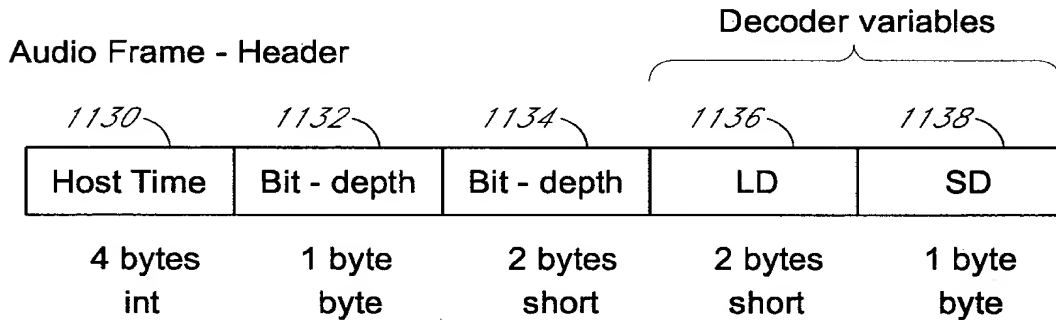 Decoder variables
Audio Frame - Header
1130 1132 1134 1136 1138
Host Time Bit - depth Bit - depth LD SD
4 bytes 1 byte 2 bytes 2 bytes 1 byte
int byte short short byte